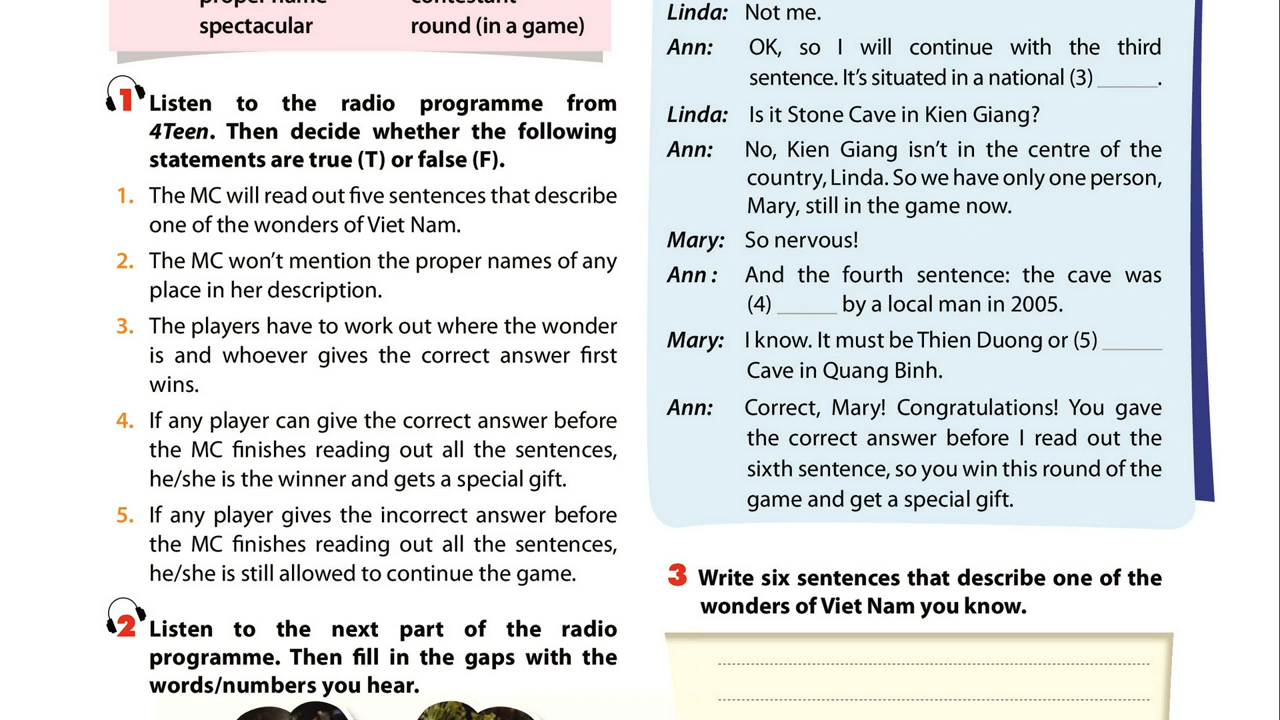 proper name
contestant
spectacular
round (in a game)
1 Listen to the radio programme from
4Teen. Then decide whether the following
statements are true (T) or false (F).
1. The MC will read out five sentences that describe
one of the wonders of Viet Nam.
2. The MC won't mention the proper names of any
place in her description.
3. The players have to work out where the wonder
is and whoever gives the correct answer first
wins.
4. If any player can give the correct answer before
the MC finishes reading out all the sentences,
he/she is the winner and gets a special gift.
5. If any player gives the incorrect answer before
the MC finishes reading out all the sentences,
he/she is still allowed to continue the game.
2 Listen to the next part of the radio
programme. Then fill in the gaps with the
words/numbers you hear.
Linda: Not me.
Ann: OK, so I will continue with the third
sentence. It's situated in a national (3) ______.
Linda: Is it Stone Cave in Kien Giang?
Ann: No, Kien Giang isn't in the centre of the
country, Linda. So we have only one person,
Mary, still in the game now.
Mary: So nervous!
Ann : And the fourth sentence: the cave was
(4) ______ by a local man in 2005.
Mary: I know. It must be Thien Duong or (5) ______
Cave in Quang Binh.
Ann: Correct, Mary! Congratulations! You gave
the correct answer before I read out the
sixth sentence, so you win this round of the
game and get a special gift.
3 Write six sentences that describe one of the
wonders of Viet Nam you know.